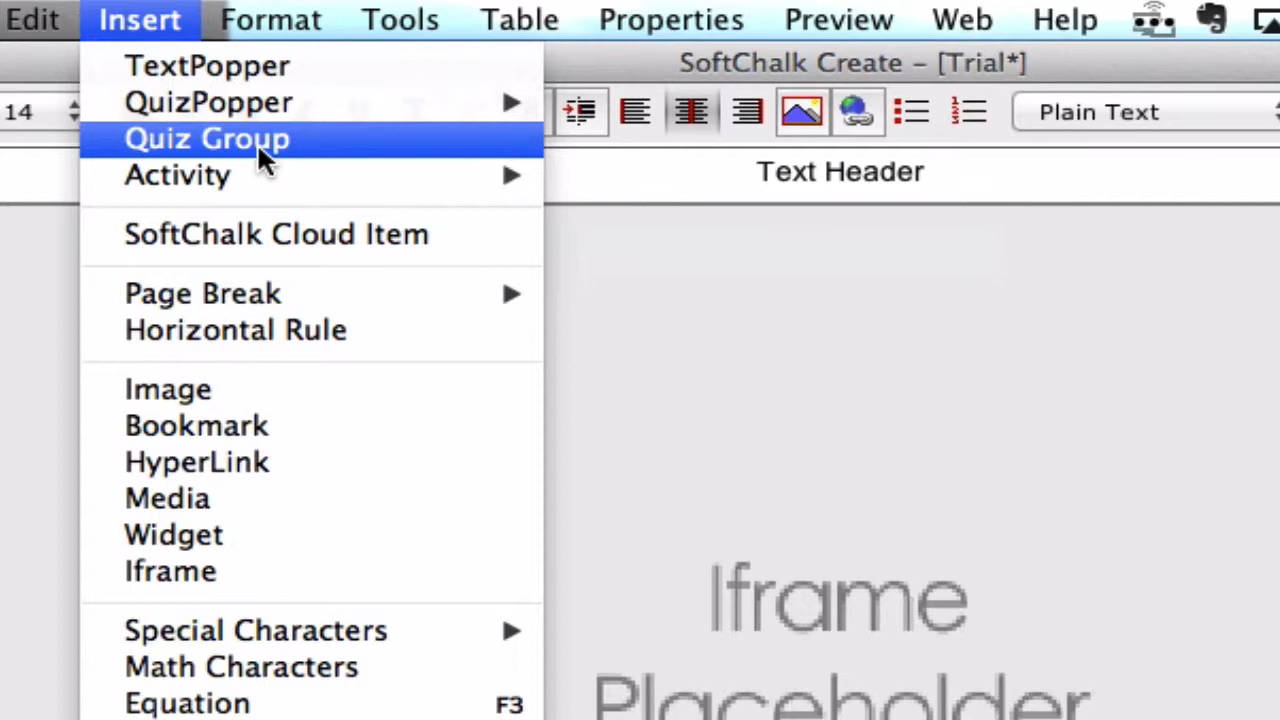 Edit Insert Format Tools Table Properties Preview Web Help
SoftChalk Create – [Trial*]
14 Plain Text
Text Header
TextPopper
QuizPopper
Quiz Group
Activity
SoftChalk Cloud Item
Page Break
Horizontal Rule
Image
Bookmark
HyperLink
Media
Widget
Iframe
Special Characters
Math Characters
Equation F3
Iframe
Placeholder